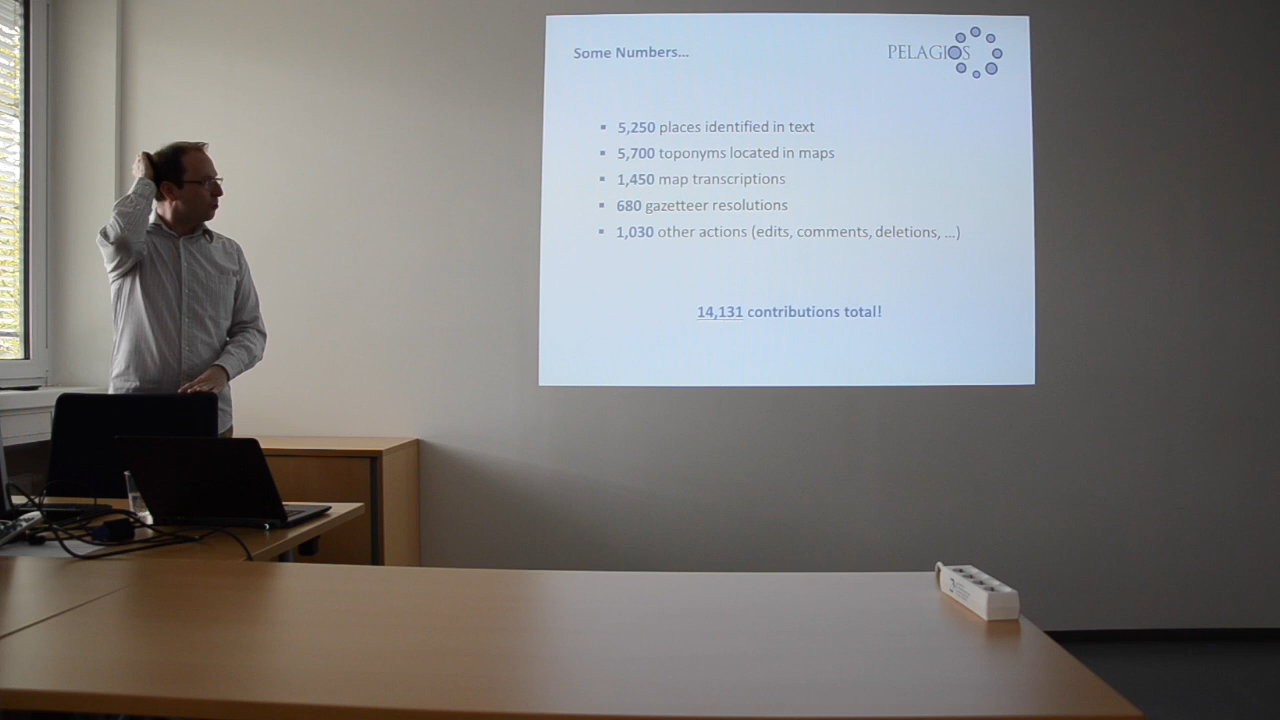 Some Numbers...
PELAGIOS
▪ 5,250 places identified in text
▪ 5,700 toponyms located in maps
▪ 1,450 map transcriptions
▪ 680 gazetteer resolutions
▪ 1,030 other actions (edits, comments, deletions, ...)
14,131 contributions total!